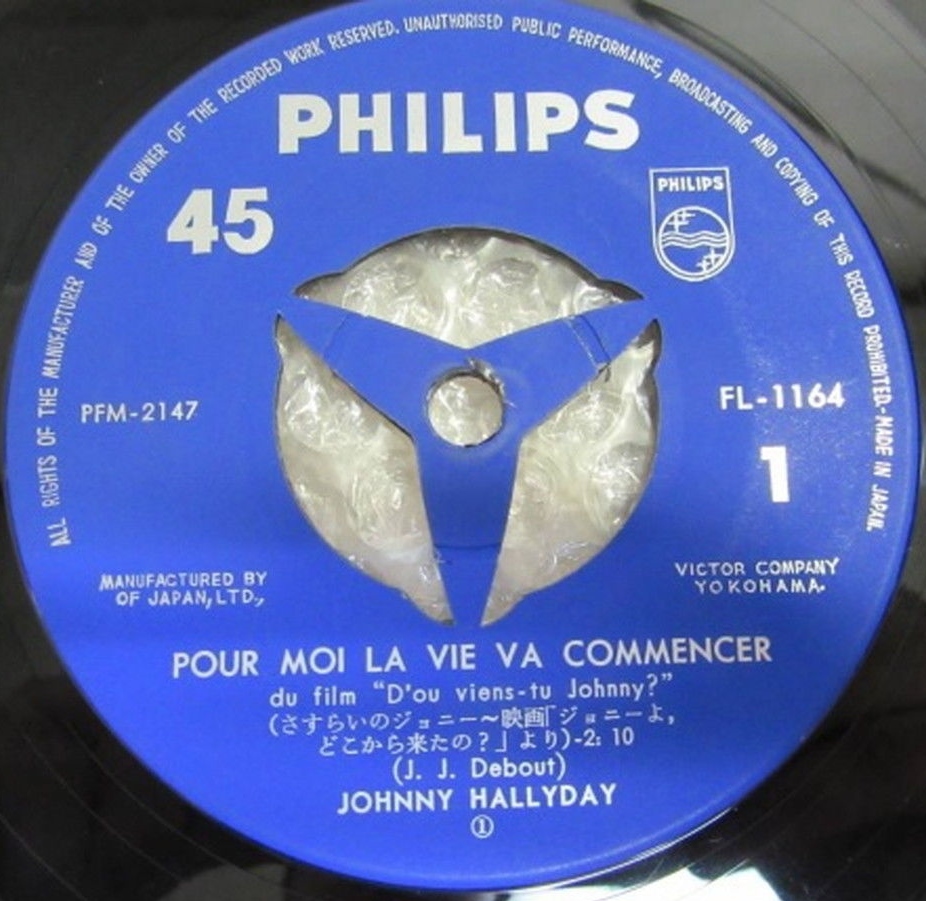 ALL RIGHTS OF THE MANUFACTURER AND OF THE OWNER OF THE RECORDED WORK RESERVED. UNAUTHORISED PUBLIC PERFORMANCE, BROADCASTING AND COPYING OF THIS RECORD PROHIBITED.-MADE IN JAPAN.
PHILIPS
PHILIPS
45
PFM-2147
FL-1164
1
MANUFACTURED BY
OF JAPAN, LTD.,
VICTOR COMPANY
YOKOHAMA.
POUR MOI LA VIE VA COMMENCER
du film "D'ou viens-tu Johnny?"
(さすらいのジョニー～映画「ジョニーよ,
どこから来たの?」より)-2: 10
(J. J. Debout)
JOHNNY HALLYDAY
①